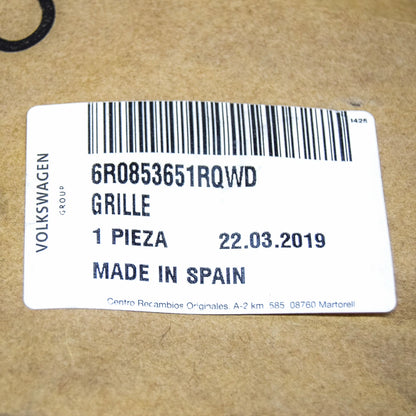 VOLKSWAGEN
GROUP
1428
6R0853651RQWD
GRILLE
1 PIEZA 22.03.2019
MADE IN SPAIN
Centro Recambios Originales. A-2 km. 585 08760 Martorell